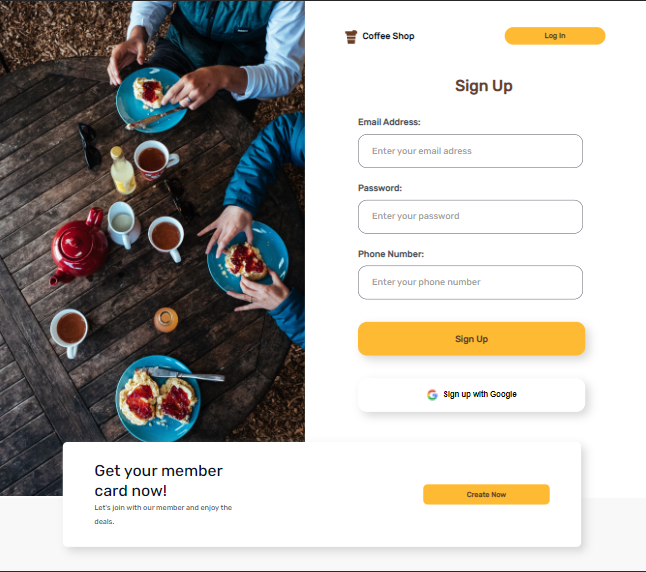 Coffee Shop
Log In
Sign Up
Email Address:
Enter your email adress
Password:
Enter your password
Phone Number:
Enter your phone number
Sign Up
Sign up with Google
Get your member
card now!
Let's join with our member and enjoy the
deals.
Create Now